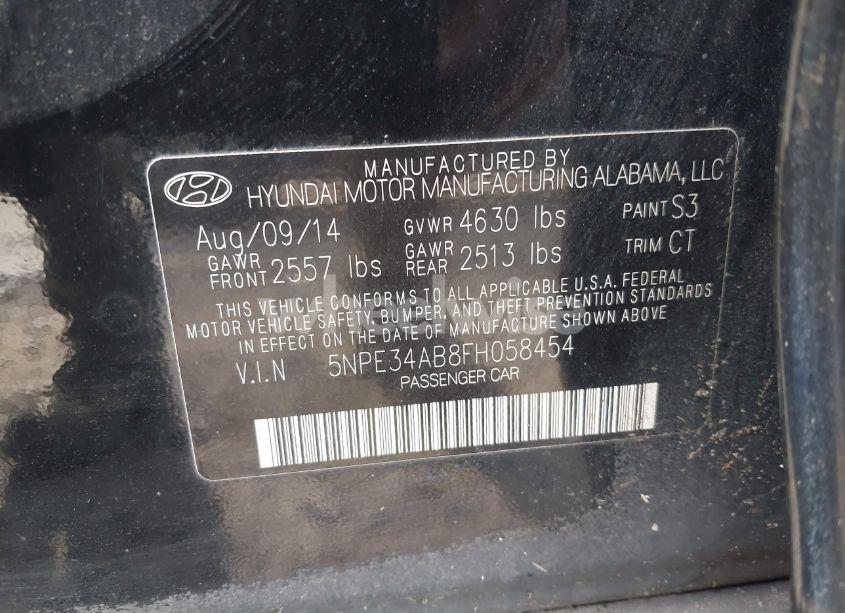 MANUFACTURED BY
HYUNDAI MOTOR MANUFACTURING ALABAMA, LLC
Aug/09/14 GVWR 4630 lbs PAINT S3
GAWR FRONT 2557 lbs GAWR REAR 2513 lbs TRIM CT
THIS VEHICLE CONFORMS TO ALL APPLICABLE U.S.A. FEDERAL
MOTOR VEHICLE SAFETY, BUMPER, AND THEFT PREVENTION STANDARDS
IN EFFECT ON THE DATE OF MANUFACTURE SHOWN ABOVE
V.I.N 5NPE34AB8FH058454
PASSENGER CAR